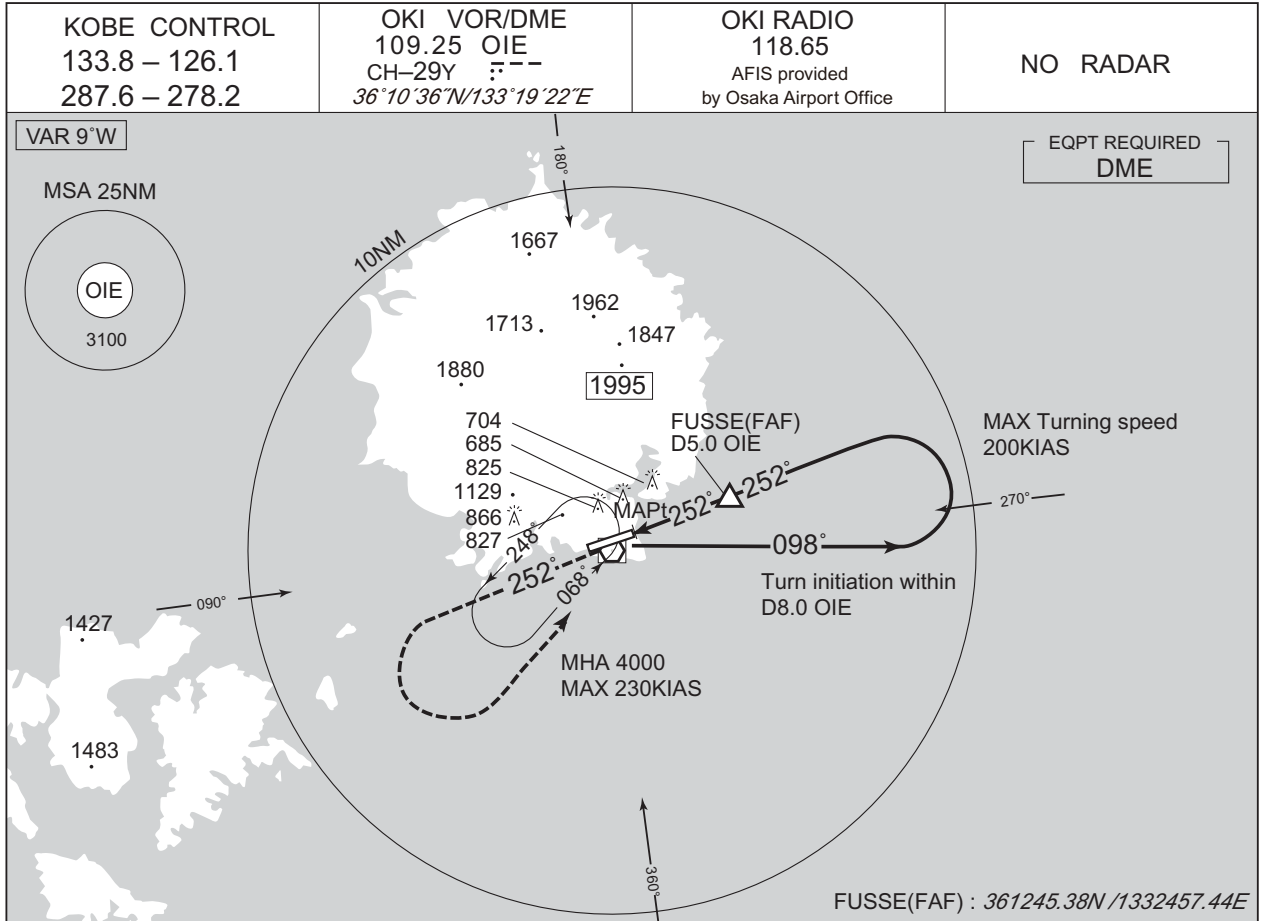 KOBE CONTROL
133.8 – 126.1
287.6 – 278.2
OKI VOR/DME
109.25 OIE
CH–29Y
36°10´36˝N/133°19´22˝E
OKI RADIO
118.65
AFIS provided
by Osaka Airport Office
NO RADAR
VAR 9°W
EQPT REQUIRED
DME
MSA 25NM
OIE
3100
180°
10NM
1667
1962
1713
1847
1880
1995
704
685
825
1129
866
827
FUSSE(FAF)
D5.0 OIE
MAX Turning speed
200KIAS
MAPt
252°
252°
270°
248°
252°
068°
098°
Turn initiation within
D8.0 OIE
090°
1427
MHA 4000
MAX 230KIAS
1483
360°
FUSSE(FAF) : 361245.38N /1332457.44E